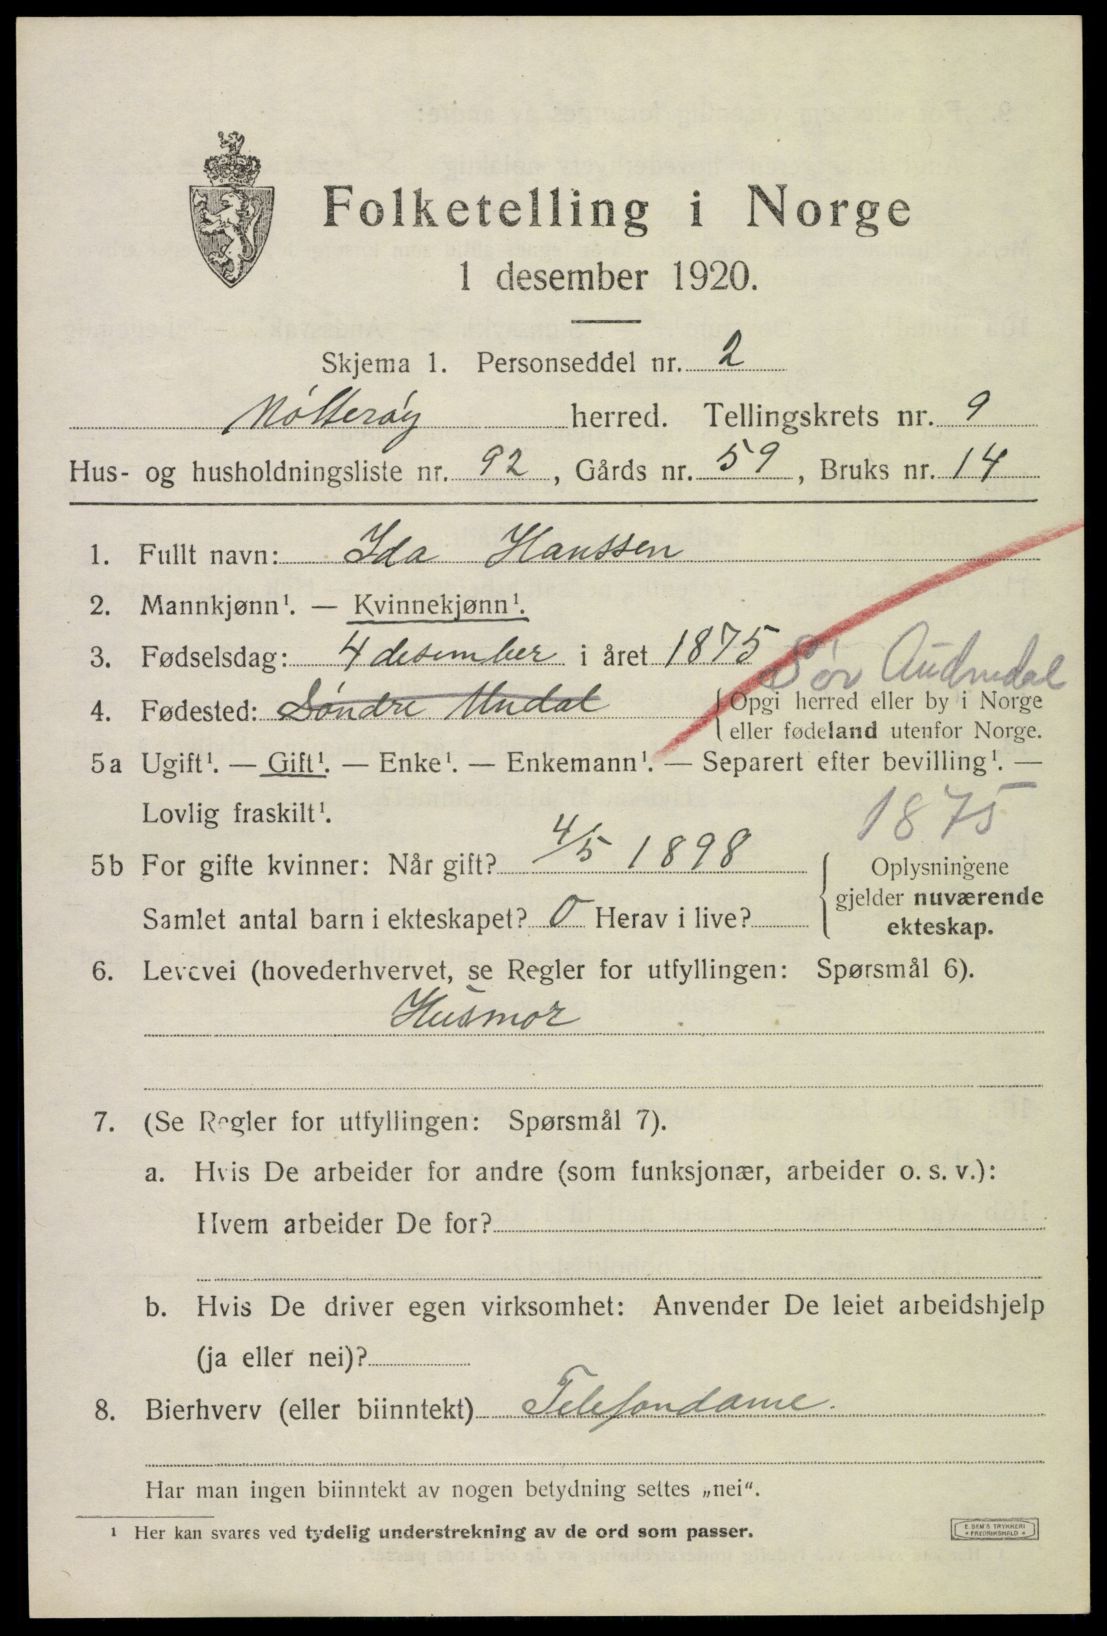 Folketelling i Norge
1 desember 1920.
Skjema 1. Personseddel nr. 2
Nötteröy herred. Tellingskrets nr. 9
Hus- og husholdningsliste nr. 92, Gårds nr. 59, Bruks nr. 14
1. Fullt navn: Ida Hanssen
2. Mannkjønn¹. — Kvinnekjønn¹.
3. Fødselsdag: 4 desember i året 1875
Sør Audnedal
4. Fødested: Søndre Undal {Opgi herred eller by i Norge
eller fødeland utenfor Norge.
5a Ugift¹. — Gift¹. — Enke¹. — Enkemann¹. — Separert efter bevilling¹. —
Lovlig fraskilt¹.
1875
5b For gifte kvinner: Når gift? 4/5 1898
Samlet antal barn i ekteskapet? 0 Herav i live?
Oplysningene
gjelder nuværende
ekteskap.
6. Levevei (hovederhvervet, se Regler for utfyllingen: Spørsmål 6).
Husmor
7. (Se Regler for utfyllingen: Spørsmål 7).
a. Hvis De arbeider for andre (som funksjonær, arbeider o. s. v.):
Hvem arbeider De for?
b. Hvis De driver egen virksomhet: Anvender De leiet arbeidshjelp
(ja eller nei)?
8. Bierhverv (eller biinntekt) Telefondame.
Har man ingen biinntekt av nogen betydning settes „nei“.
¹ Her kan svares ved tydelig understrekning av de ord som passer.
E. SEM'S TRYKKERI
• FREDRIKSHALD •